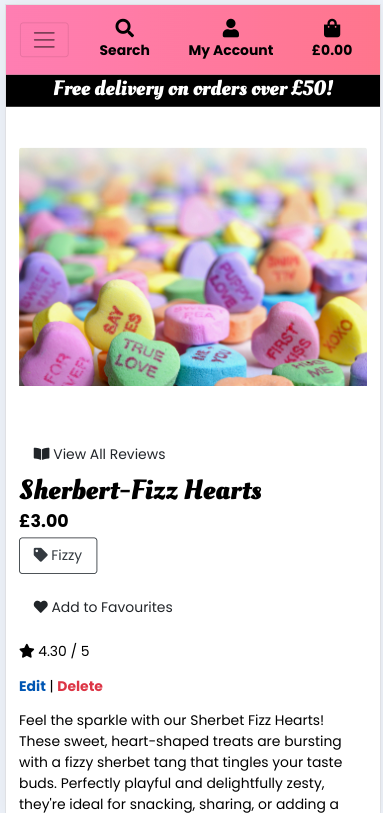 Search My Account £0.00
Free delivery on orders over £50!
SWEET
TALK
PUPPY
LOVE
SAY
YES
FIRST
KISS
XOXO
FOR
EVER!
TRUE
LOVE
YOU
ME
View All Reviews
Sherbert-Fizz Hearts
£3.00
Fizzy
Add to Favourites
4.30 / 5
Edit | Delete
Feel the sparkle with our Sherbet Fizz Hearts!
These sweet, heart-shaped treats are bursting
with a fizzy sherbet tang that tingles your taste
buds. Perfectly playful and delightfully zesty,
they're ideal for snacking, sharing, or adding a